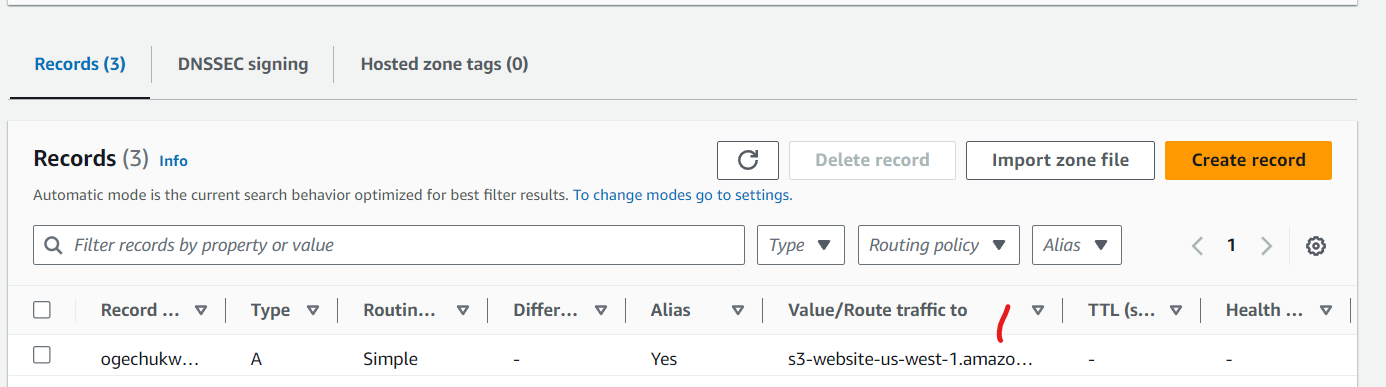 Records (3) DNSSEC signing Hosted zone tags (0)
Records (3) Info Delete record Import zone file Create record
Automatic mode is the current search behavior optimized for best filter results. To change modes go to settings.
Filter records by property or value Type Routing policy Alias 1
Record ... Type Routin... Differ... Alias Value/Route traffic to TTL (s... Health ...
ogechukw... A Simple - Yes s3-website-us-west-1.amazo... - -